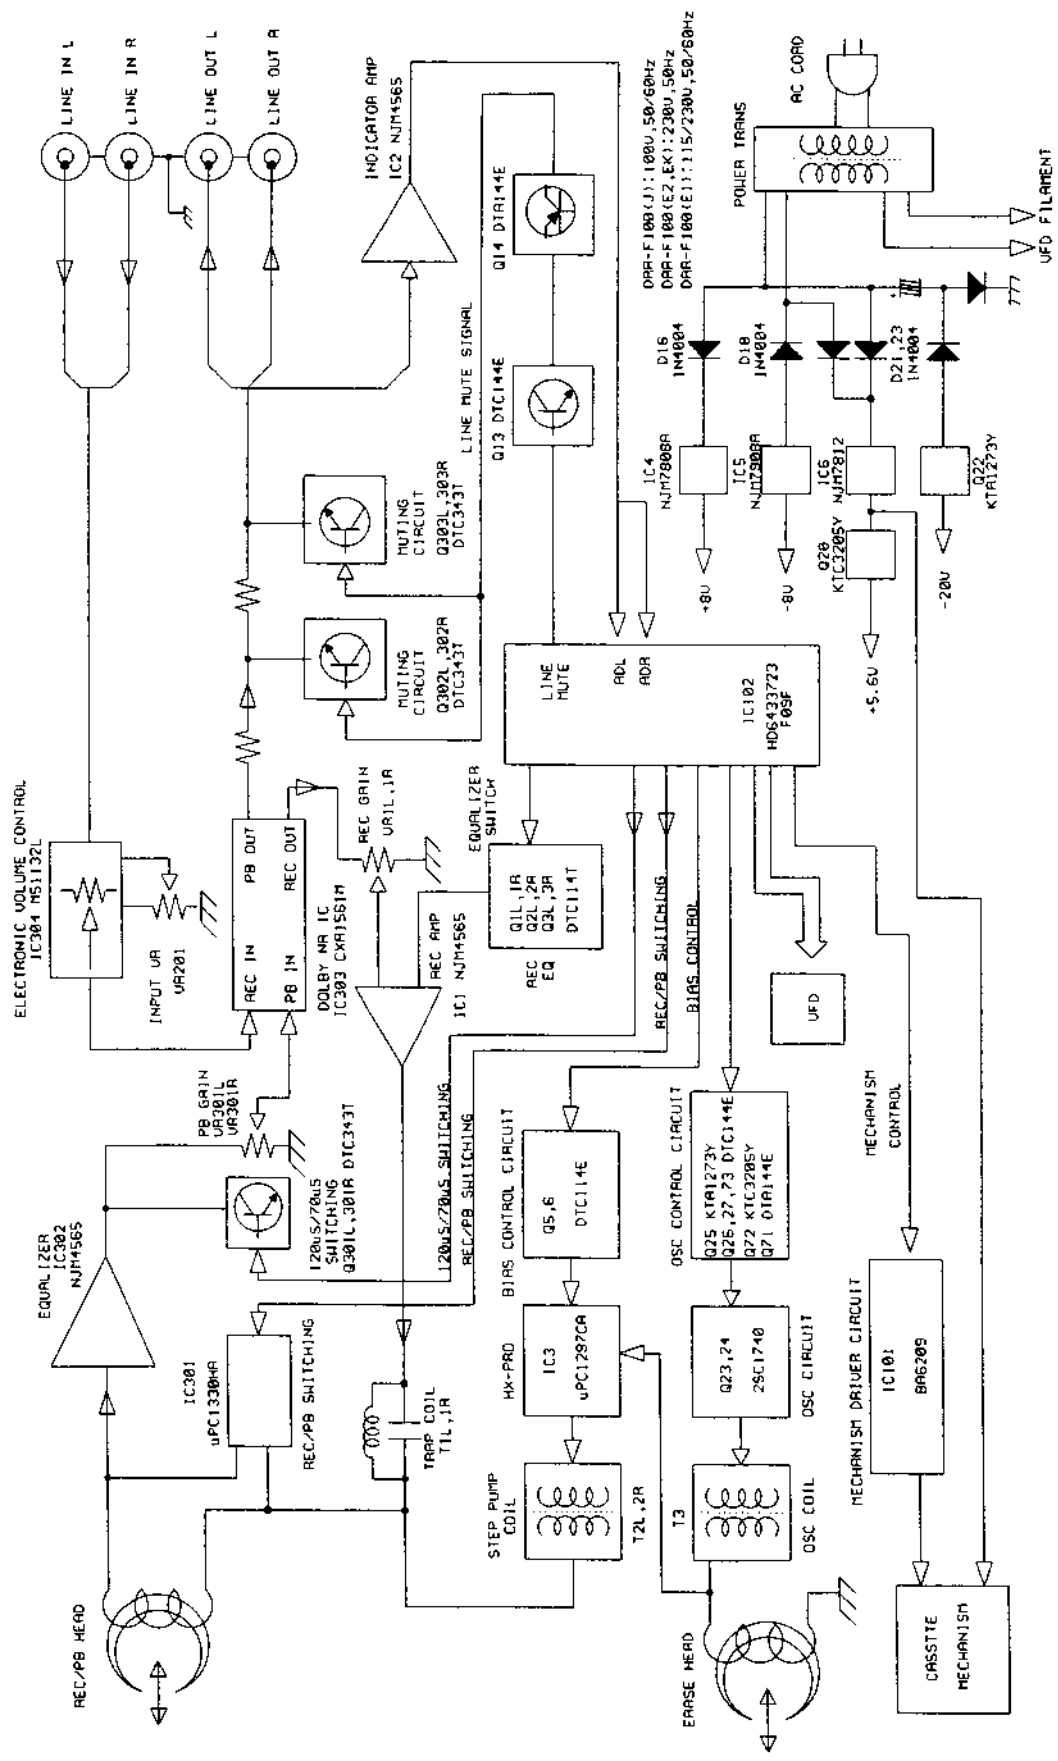 REC/PB HEAD
EQUALIZER
IC302
NJM4565
PB GAIN
VR301L
VR301R
ELECTRONIC VOLUME CONTROL
IC304 M51132L
INPUT VR
VR201
LINE IN L
LINE IN R
LINE OUT L
LINE OUT R
IC301
uPC1330HA
REC/PB SWITCHING
120uS/70uS
SWITCHING
Q301L,301R DTC343T
REC IN
PB OUT
PB IN
REC OUT
DOLBY NR IC
IC303 CXA1561M
REC GAIN
VR1L,1R
MUTING
CIRCUIT
Q302L,302R
DTC343T
MUTING
CIRCUIT
Q303L,303R
DTC343T
INDICATOR AMP
IC2 NJM4565
TRAP COIL
T1L,1R
REC AMP
IC1 NJM4565
120uS/70uS SWITCHING
REC/PB SWITCHING
EQUALIZER
SWITCH
LINE MUTE SIGNAL
Q13 DTC144E
Q14 DTA144E
STEP PUMP
COIL
T2L,2R
HX-PRO
IC3
uPC1297CA
BIAS CONTROL CIRCUIT
Q5,6
DTC114E
REC
EQ
Q1L,1R
Q2L,2R
Q3L,3R
DTC114T
REC/PB SWITCHING
BIAS CONTROL
LINE
MUTE
ADL
ADR
IC102
HD6433723
F09F
DRR-F100(J):100V,50/60Hz
DRR-F100(E2,EK):230V,50Hz
DRR-F100(E1):115/230V,50/60Hz
ERASE HEAD
T3
OSC COIL
Q23,24
2SC1740
OSC CIRCUIT
OSC CONTROL CIRCUIT
Q25 KTA1273Y
Q26,27,73 DTC144E
Q72 KTC3205Y
Q71 DTA144E
VFD
+8V
IC4
NJM7808A
D16
1N4004
POWER TRANS
AC CORD
-8V
IC5
NJM7908A
D18
1N4004
+5.6V
Q20
KTC3205Y
IC6
NJM7812
D21,23
1N4004
-20V
Q22
KTA1273Y
VFD FILAMENT
MECHANISM
CONTROL
MECHANISM DRIVER CIRCUIT
IC101
BA6209
CASSTTE
MECHANISM